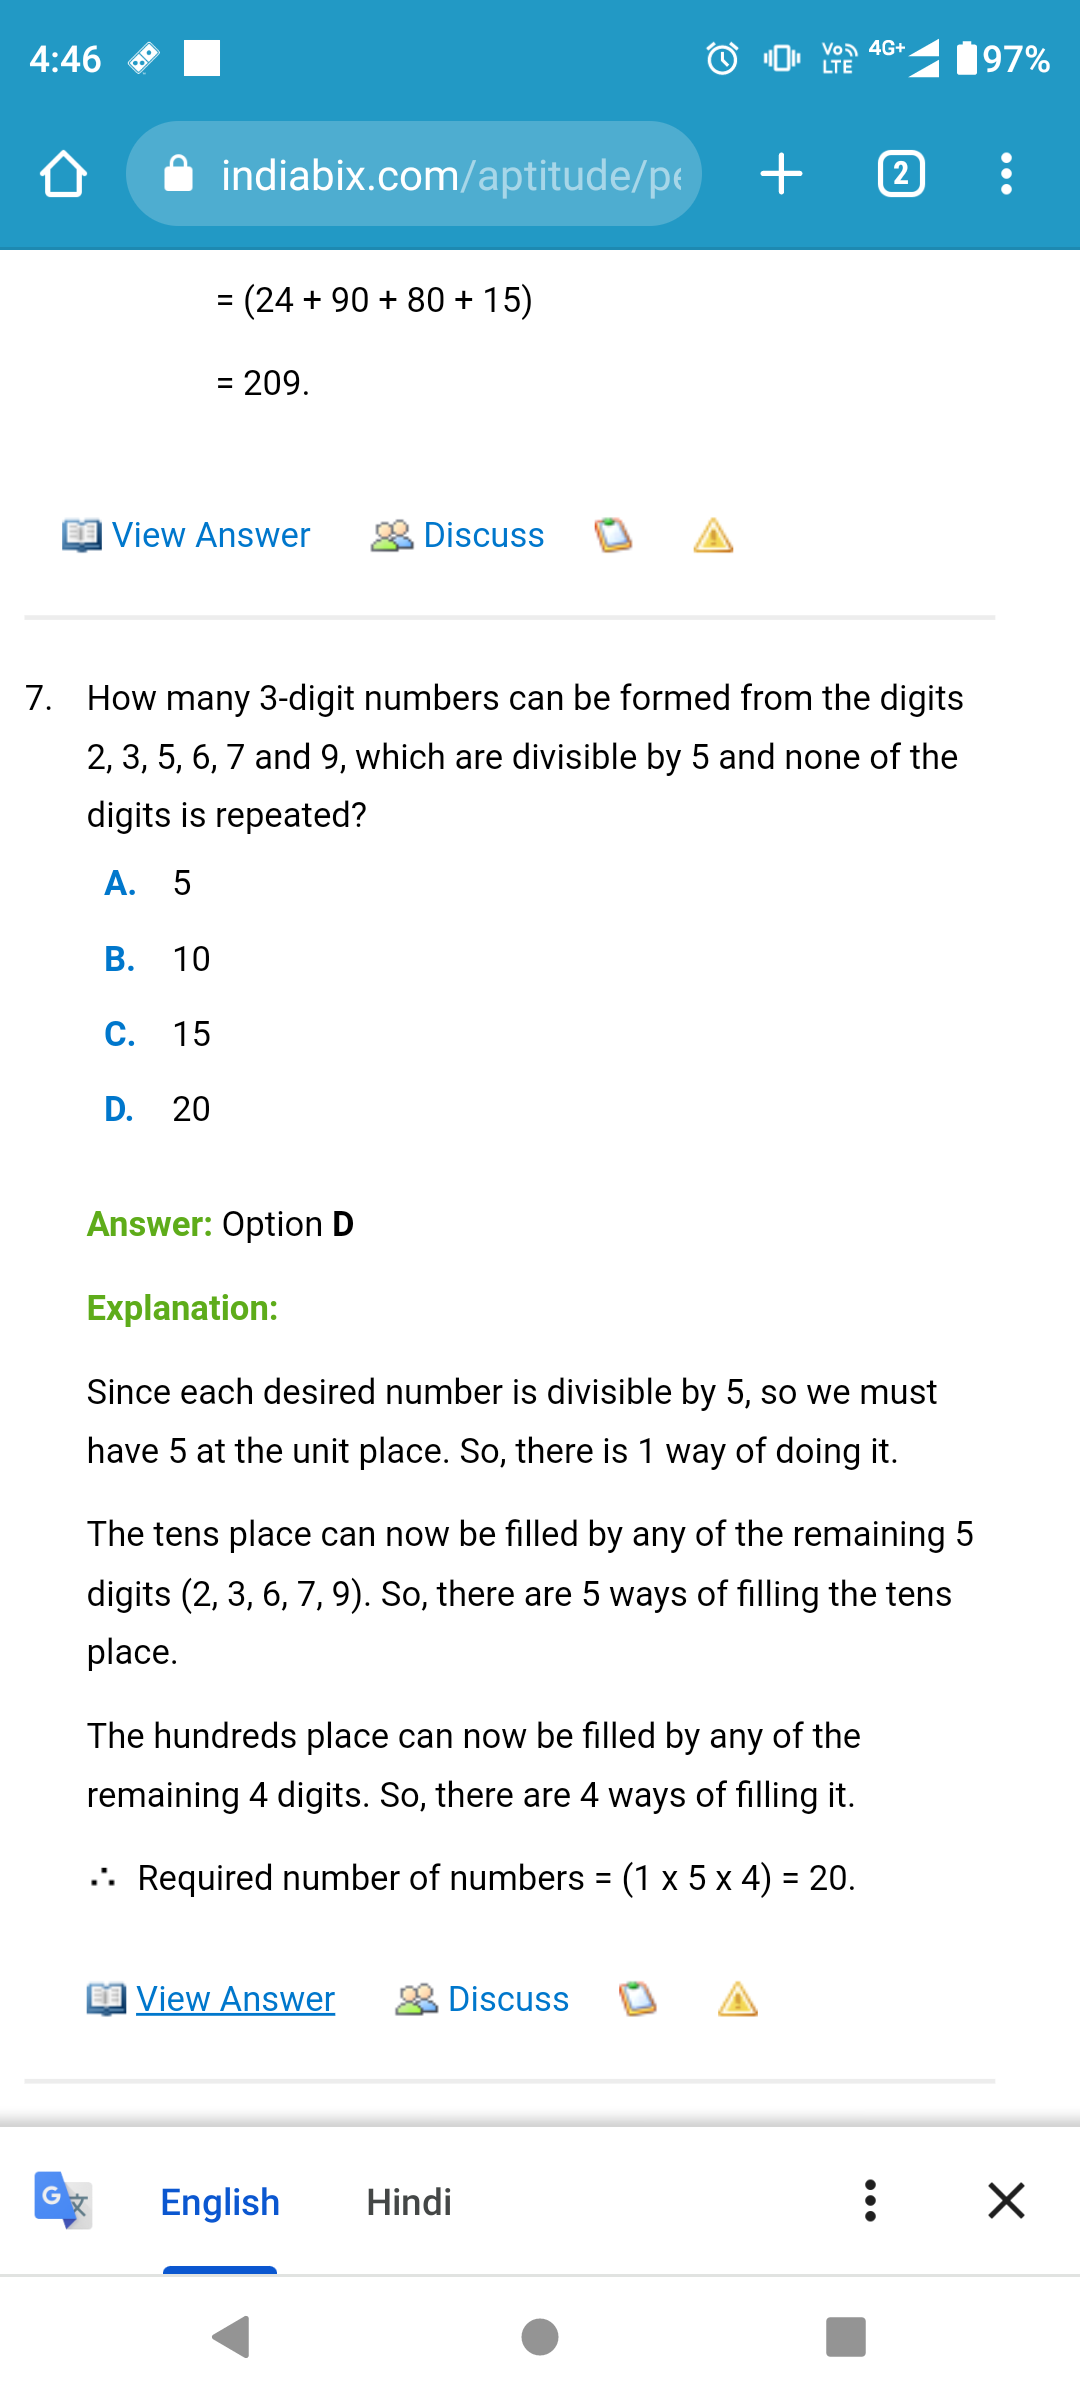 4:46
Vo LTE 4G+ 97%
indiabix.com/aptitude/pe
2
= (24 + 90 + 80 + 15)
= 209.
View Answer Discuss
7. How many 3-digit numbers can be formed from the digits
2, 3, 5, 6, 7 and 9, which are divisible by 5 and none of the
digits is repeated?
A. 5
B. 10
C. 15
D. 20
Answer: Option D
Explanation:
Since each desired number is divisible by 5, so we must
have 5 at the unit place. So, there is 1 way of doing it.
The tens place can now be filled by any of the remaining 5
digits (2, 3, 6, 7, 9). So, there are 5 ways of filling the tens
place.
The hundreds place can now be filled by any of the
remaining 4 digits. So, there are 4 ways of filling it.
∴ Required number of numbers = (1 x 5 x 4) = 20.
View Answer Discuss
G 文 English Hindi